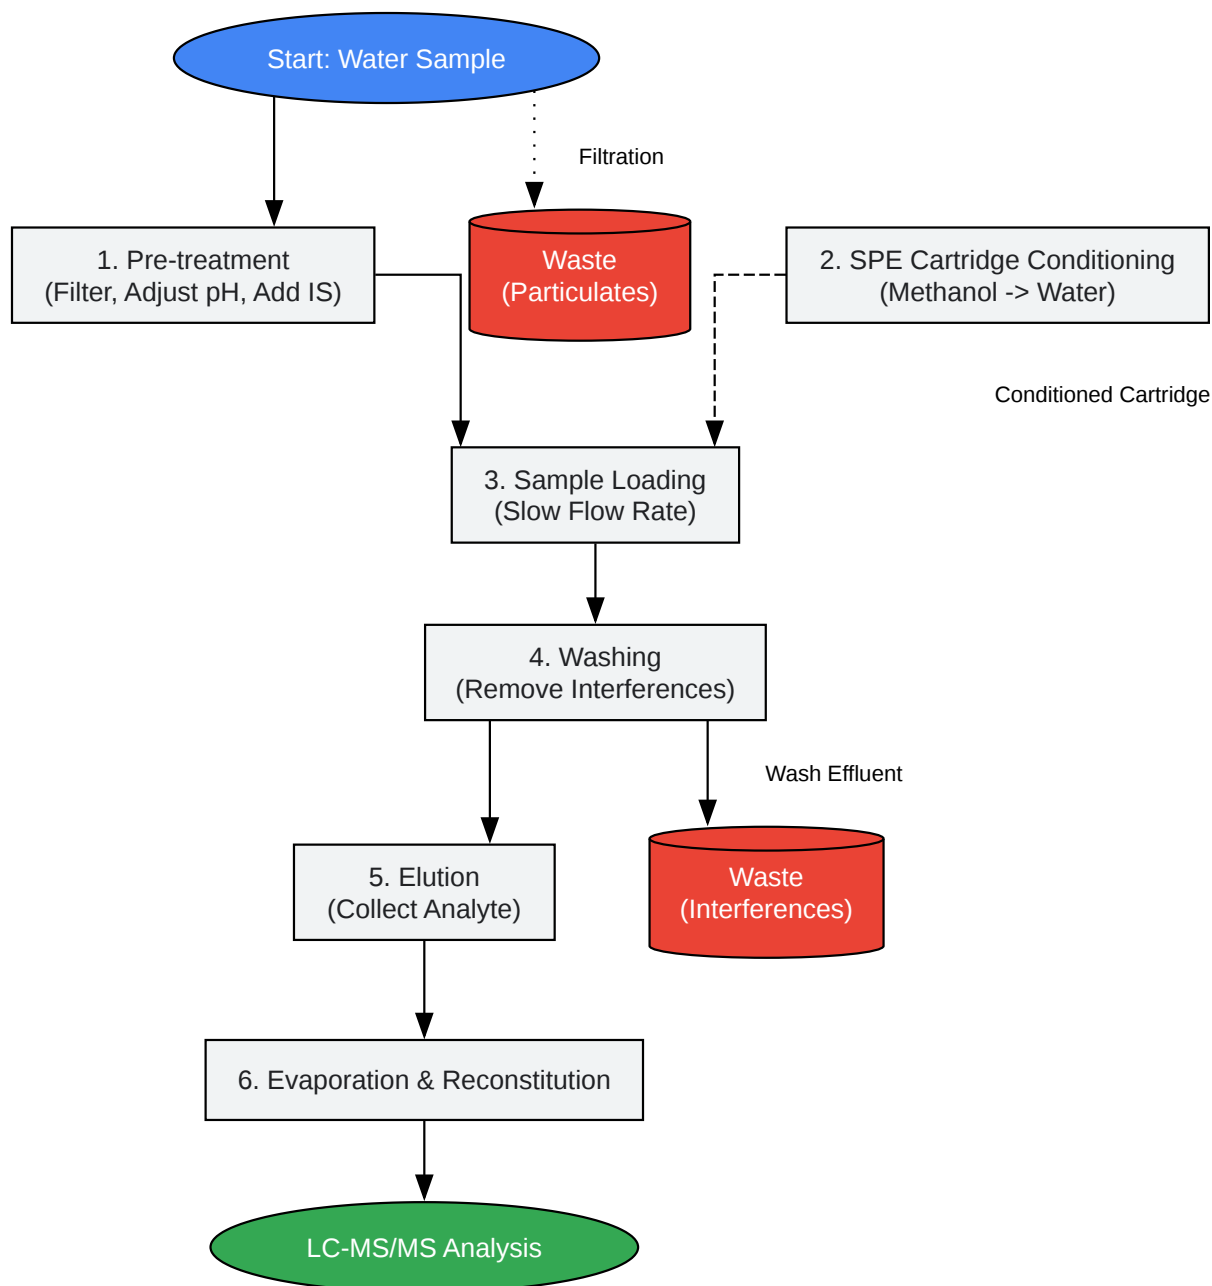 Start: Water Sample
Filtration
1. Pre-treatment
(Filter, Adjust pH, Add IS)
Waste
(Particulates)
2. SPE Cartridge Conditioning
(Methanol -> Water)
Conditioned Cartridge
3. Sample Loading
(Slow Flow Rate)
4. Washing
(Remove Interferences)
Wash Effluent
5. Elution
(Collect Analyte)
Waste
(Interferences)
6. Evaporation & Reconstitution
LC-MS/MS Analysis